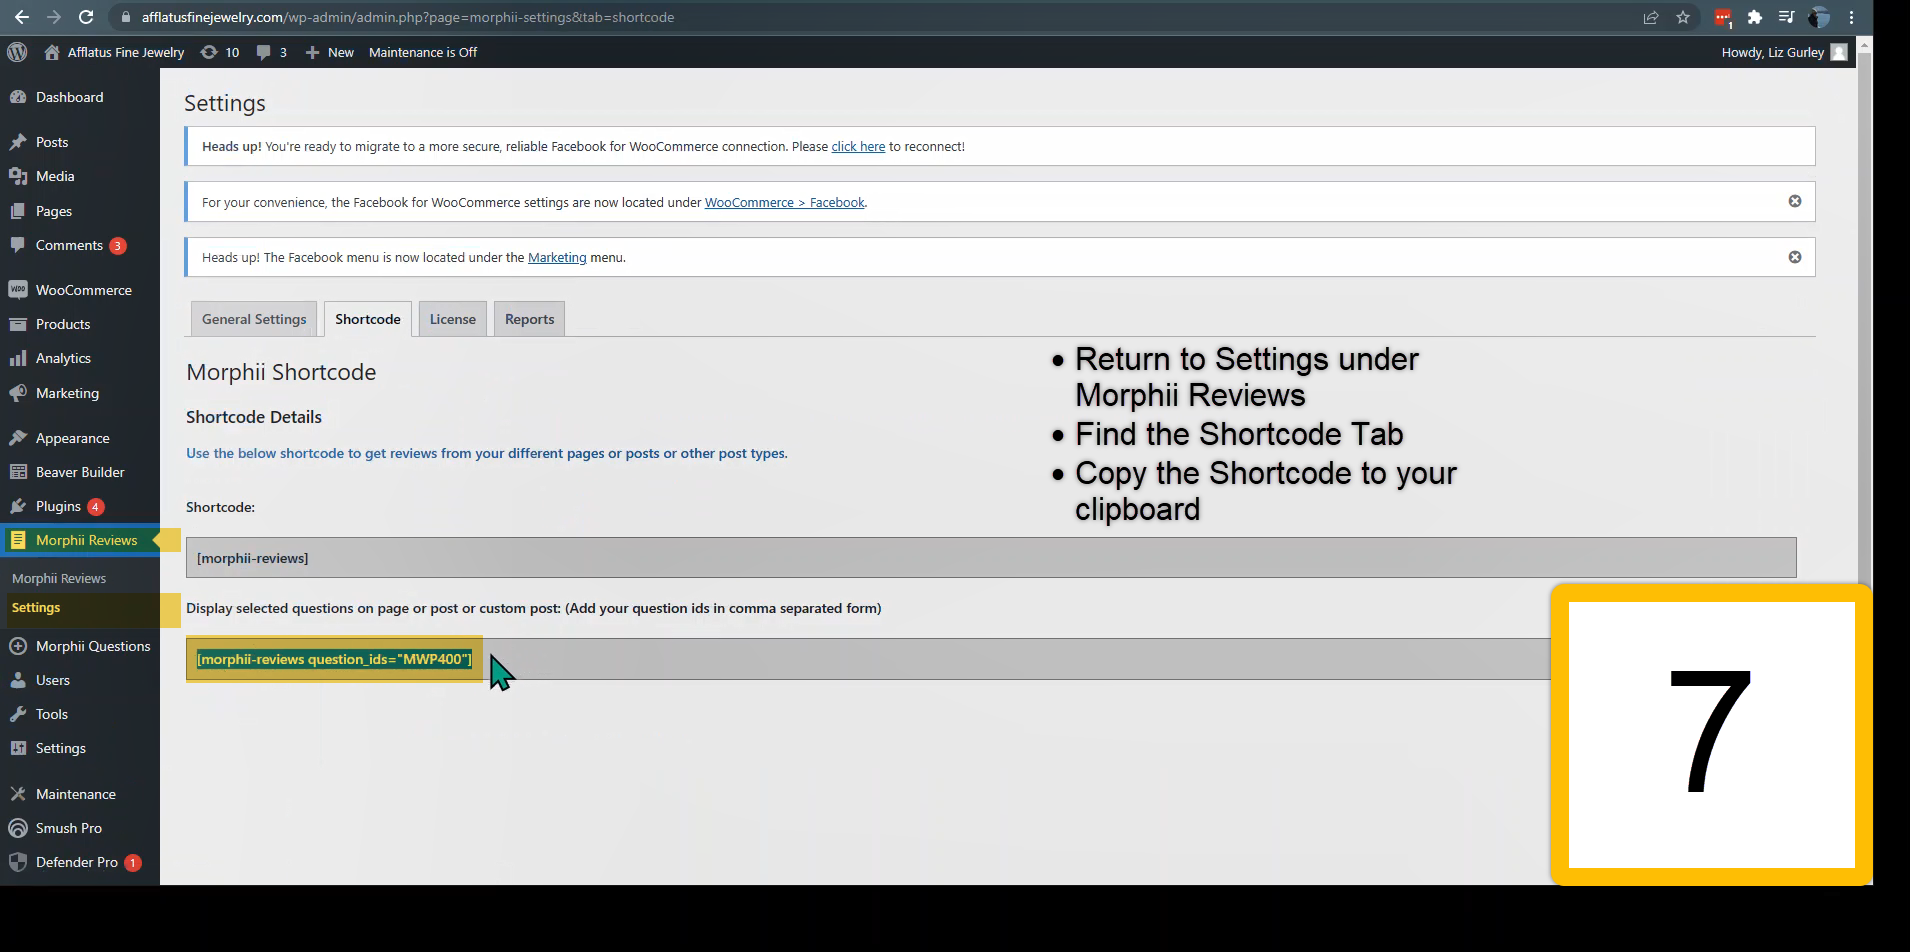 afflatusfinejewelry.com/wp-admin/admin.php?page=morphii-settings&tab=shortcode
1
Afflatus Fine Jewelry 10 3 New Maintenance is Off Howdy, Liz Gurley
Dashboard
Posts
Media
Pages
Comments 3
WOO WooCommerce
Products
Analytics
Marketing
Appearance
Beaver Builder
Plugins 4
Morphii Reviews
Morphii Reviews
Settings
Morphii Questions
Users
Tools
Settings
Maintenance
Smush Pro
Defender Pro 1
Settings
Heads up! You're ready to migrate to a more secure, reliable Facebook for WooCommerce connection. Please click here to reconnect!
For your convenience, the Facebook for WooCommerce settings are now located under WooCommerce > Facebook.
Heads up! The Facebook menu is now located under the Marketing menu.
General Settings Shortcode License Reports
Morphii Shortcode
Shortcode Details
Use the below shortcode to get reviews from your different pages or posts or other post types.
Shortcode:
[morphii-reviews]
Display selected questions on page or post or custom post: (Add your question ids in comma separated form)
[morphii-reviews question_ids="MWP400"]
• Return to Settings under
Morphii Reviews
• Find the Shortcode Tab
• Copy the Shortcode to your
clipboard
7